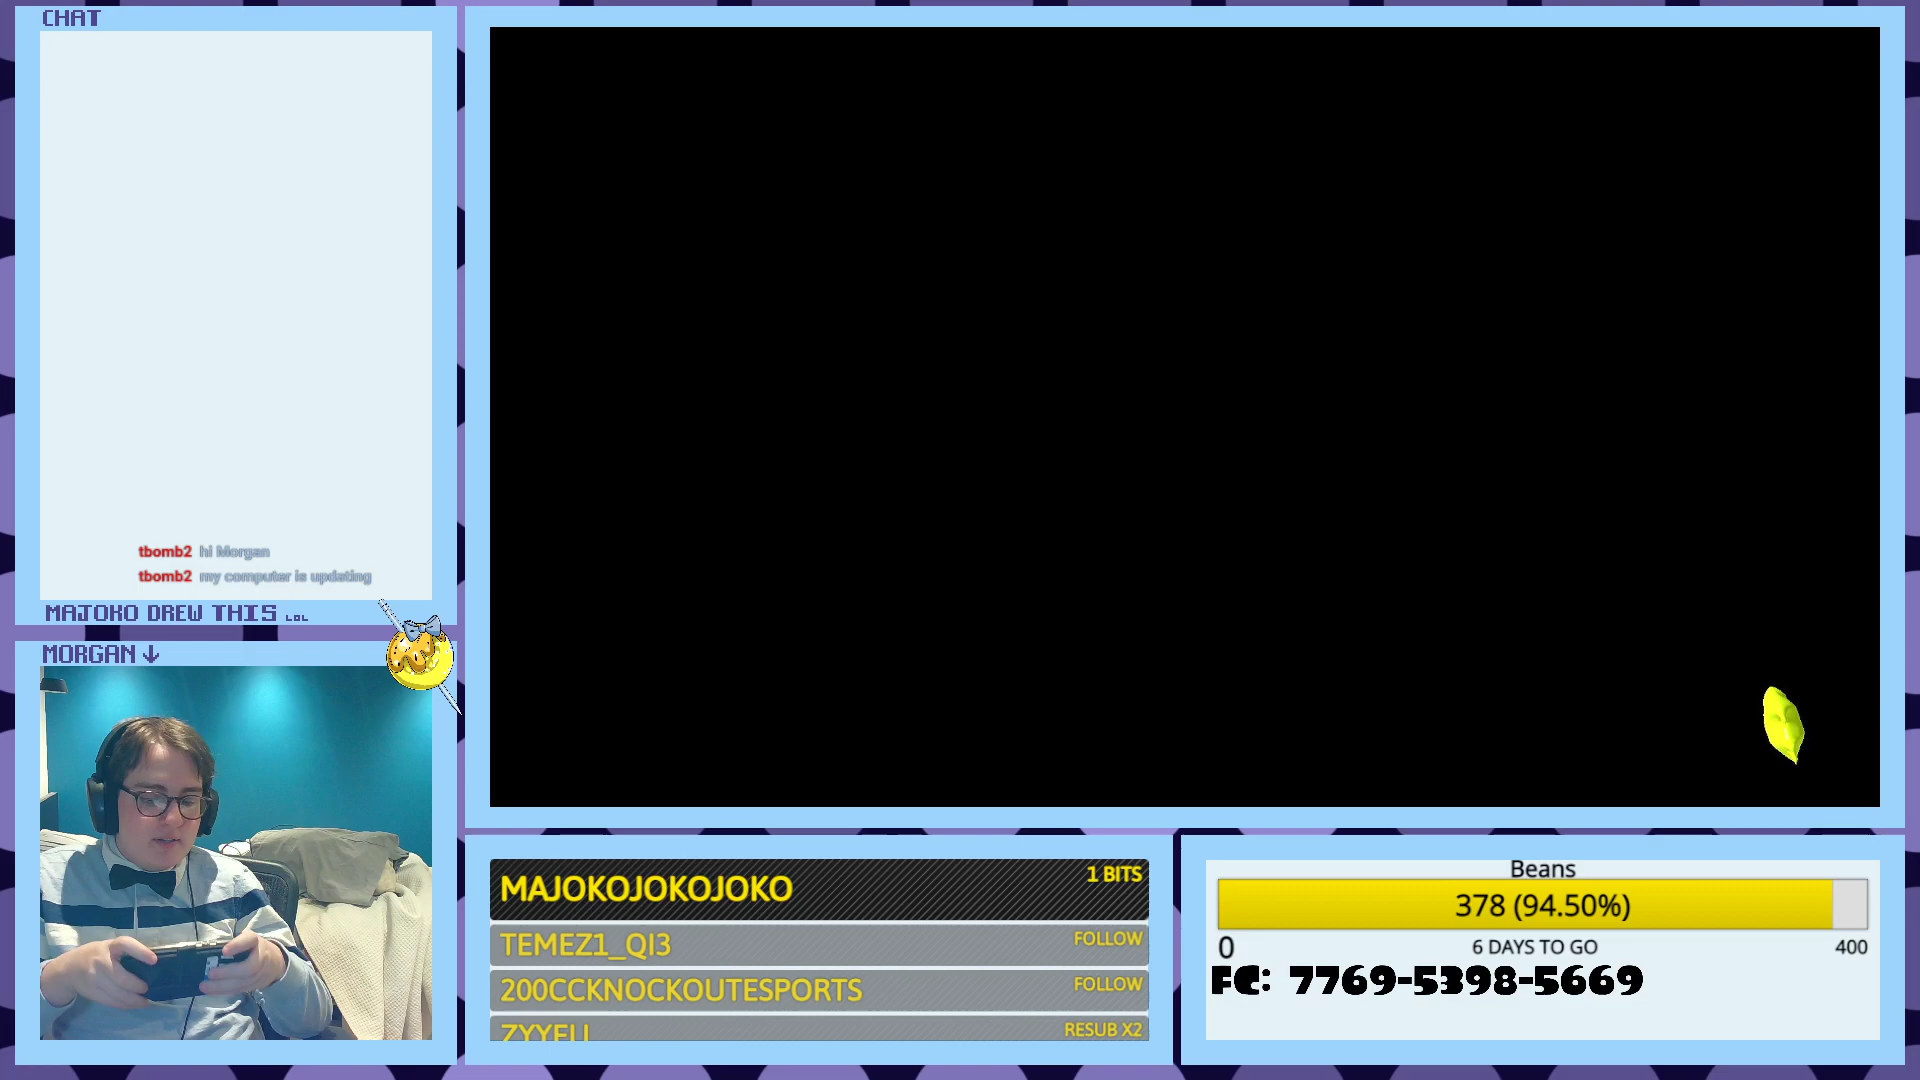 CHAT
tbomb2 hi Morgan
tbomb2 my computer is updating
MAJOKO DREW THIS LOL
MORGAN ↓
MAJOKOJOKOJOKO 1 BITS
TEMEZ1_QI3 FOLLOW
200CCKNOCKOUTESPORTS FOLLOW
RESUB X2
Beans
378 (94.50%)
0 6 DAYS TO GO 400
FC: 7769-5398-5669